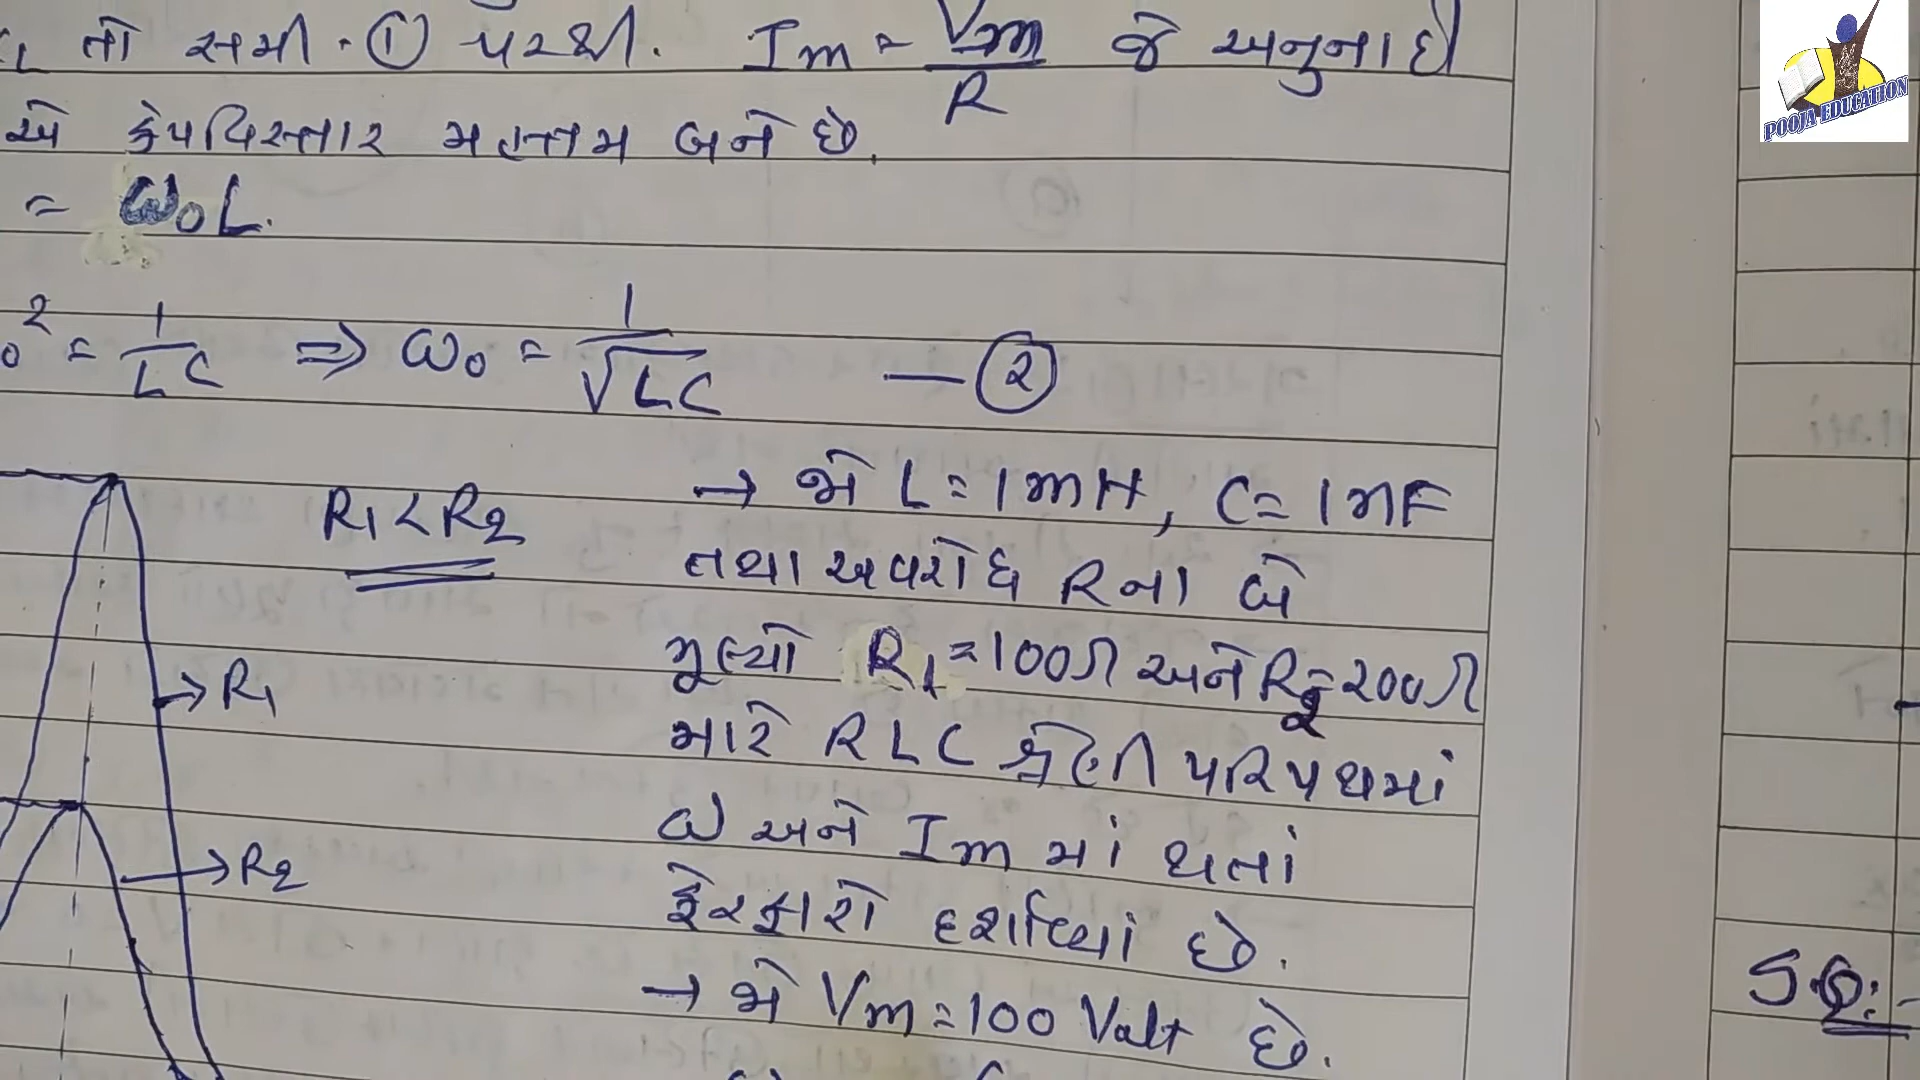 તો સમી. ① પરથી. Im = Vm / R જે અનુનાદી
એ કંપવિસ્તાર મહત્તમ બને છે.
= ω₀L.
₀² = 1 / LC ⇒ ω₀ = 1 / √LC — ②
R₁ < R₂
→ જો L = 1mH, C = 1nF
તથા અવરોધ R ના બે
મૂલ્યો R₁ = 100Ω અને R₂ = 200Ω
માટે RLC શ્રેણી પરિપથમાં
ω અને Im માં થતાં
ફેરફારો દર્શાવ્યાં છે.
→ જો Vm = 100 Valt છે.
→ R₁
→ R₂
S.Q:-
POOJA EDUCATION